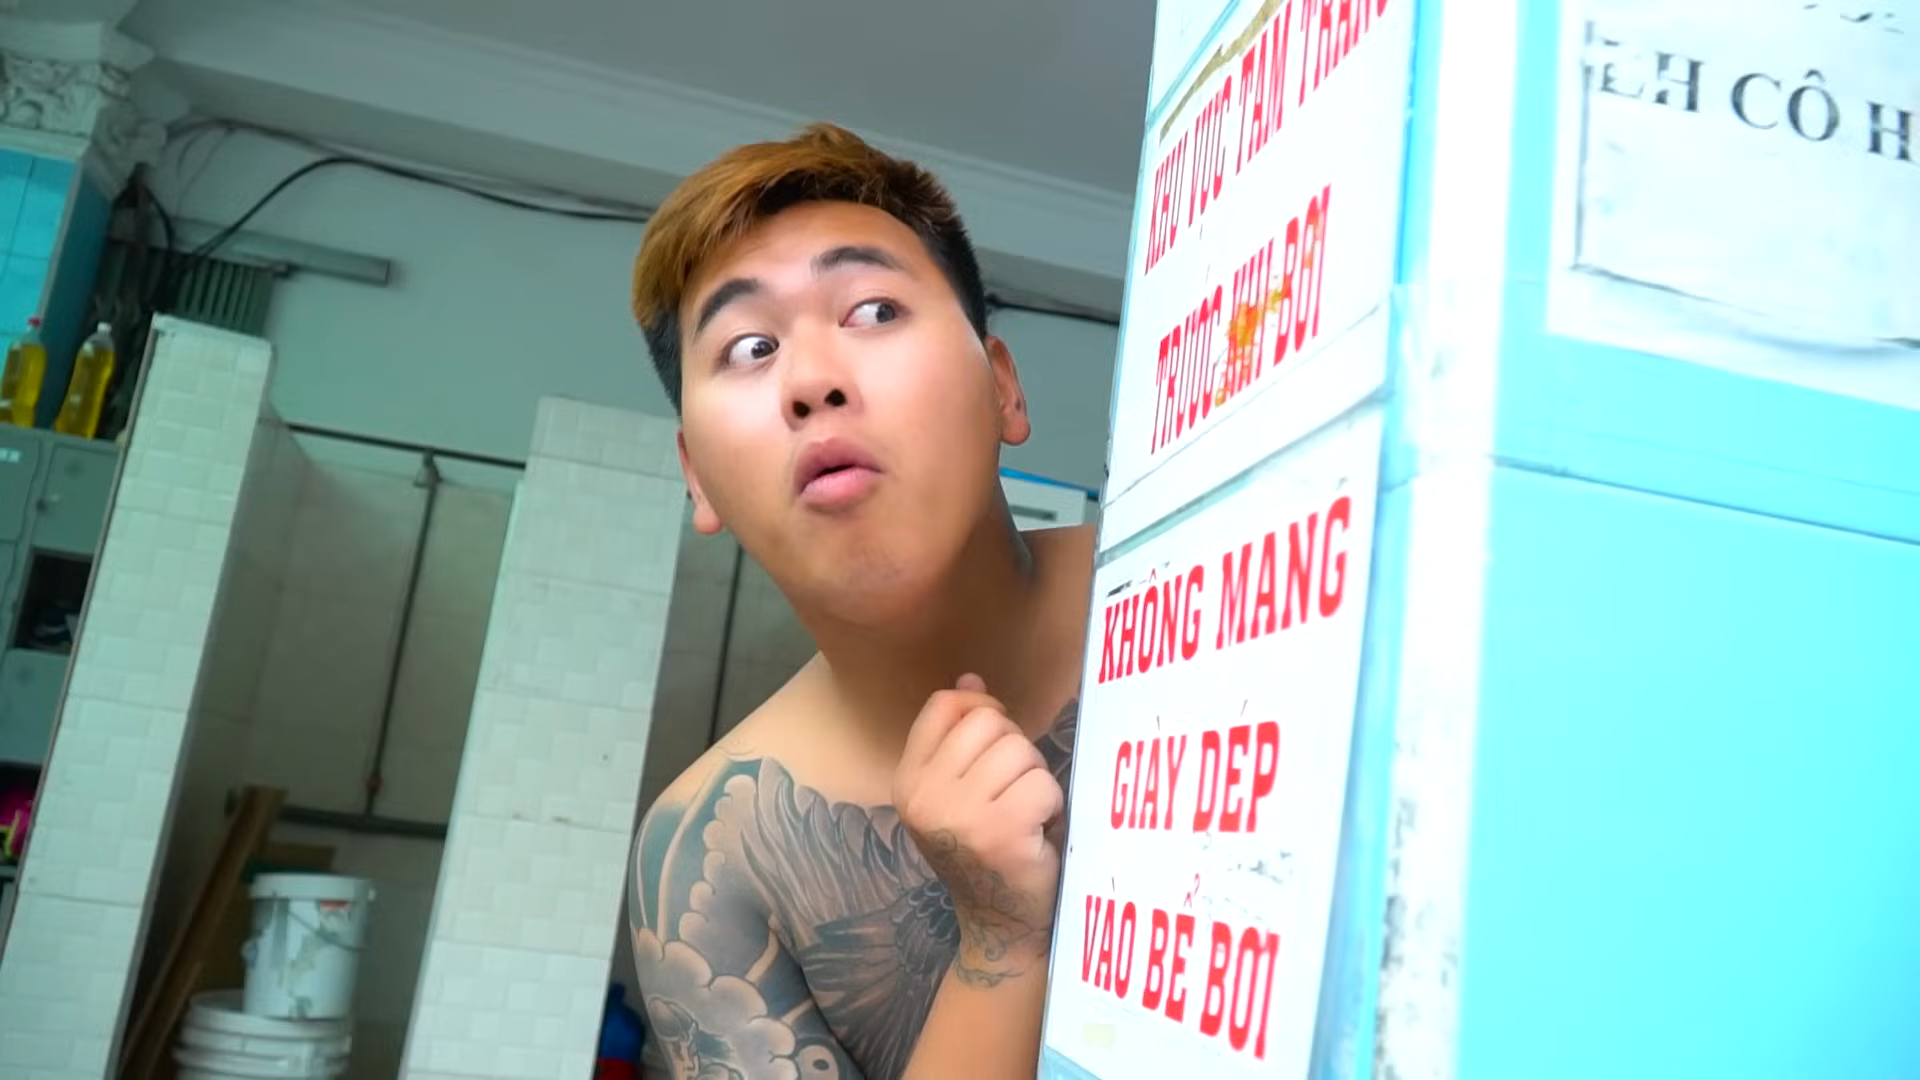 KHU VỰC TẮM TRÁNG
TRƯỚC KHI BƠI
KHÔNG MANG
GIÀY DÉP
VÀO BỂ BƠI
CÔ